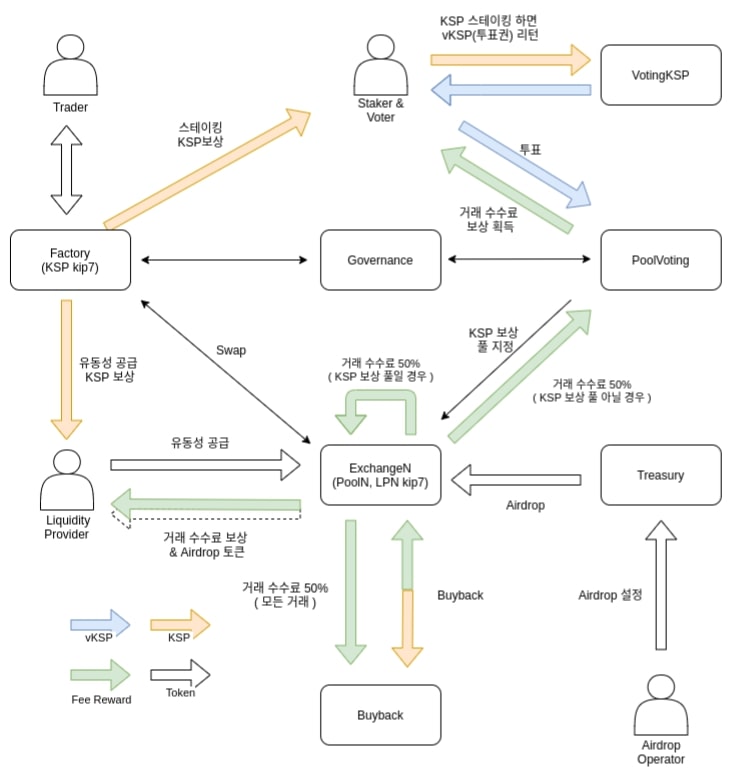 KSP 스테이킹 하면
vKSP(투표권) 리턴
Trader
Staker &
Voter
VotingKSP
스테이킹
KSP보상
투표
거래 수수료
보상 획득
Factory
(KSP kip7)
Governance
PoolVoting
Swap
KSP 보상
풀 지정
유동성 공급
KSP 보상
거래 수수료 50%
( KSP 보상 풀일 경우 )
거래 수수료 50%
( KSP 보상 풀 아닐 경우 )
유동성 공급
Liquidity
Provider
ExchangeN
(PoolN, LPN kip7)
Treasury
Airdrop
거래 수수료 보상
& Airdrop 토큰
거래 수수료 50%
( 모든 거래 )
Buyback
Airdrop 설정
vKSP
KSP
Fee Reward
Token
Buyback
Airdrop
Operator